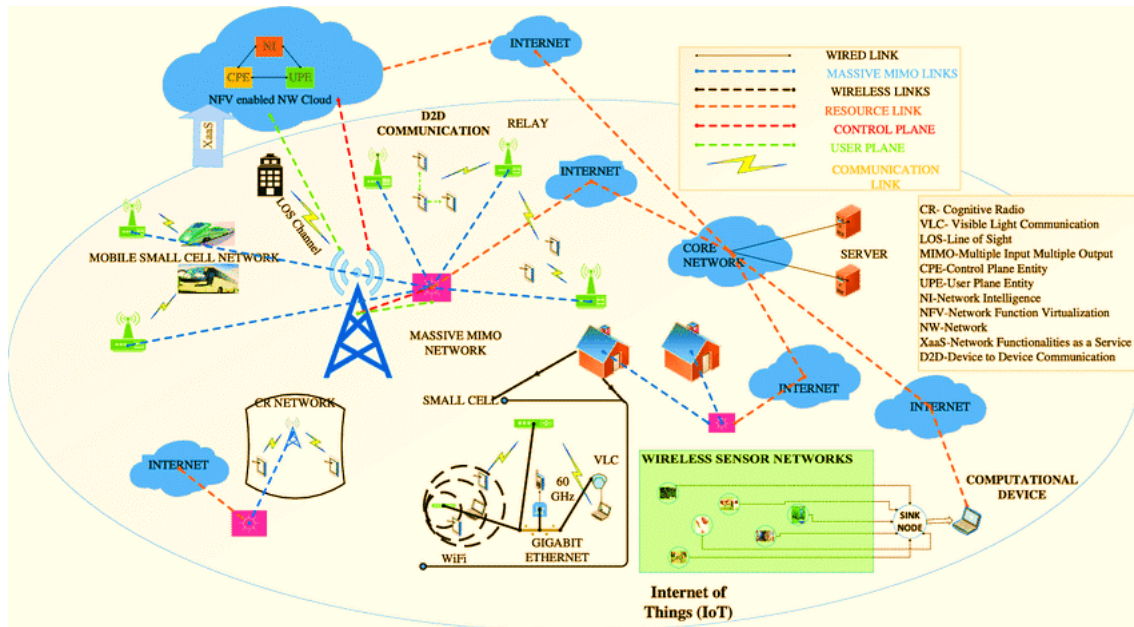 NI
CPE
UPE
NFV enabled NW Cloud
XaaS
INTERNET
WIRED LINK
MASSIVE MIMO LINKS
WIRELESS LINKS
RESOURCE LINK
CONTROL PLANE
USER PLANE
COMMUNICATION
LINK
D2D
COMMUNICATION
RELAY
LOS Channel
INTERNET
MOBILE SMALL CELL NETWORK
CORE
NETWORK
SERVER
CR- Cognitive Radio
VLC- Visible Light Communication
LOS-Line of Sight
MIMO-Multiple Input Multiple Output
CPE-Control Plane Entity
UPE-User Plane Entity
NI-Network Intelligence
NFV-Network Function Virtualization
NW-Network
XaaS-Network Functionalities as a Service
D2D-Device to Device Communication
MASSIVE MIMO
NETWORK
SMALL CELL
INTERNET
INTERNET
CR NETWORK
INTERNET
VLC
60
GHz
WiFi
GIGABIT
ETHERNET
WIRELESS SENSOR NETWORKS
SINK
NODE
COMPUTATIONAL
DEVICE
Internet of
Things (IoT)